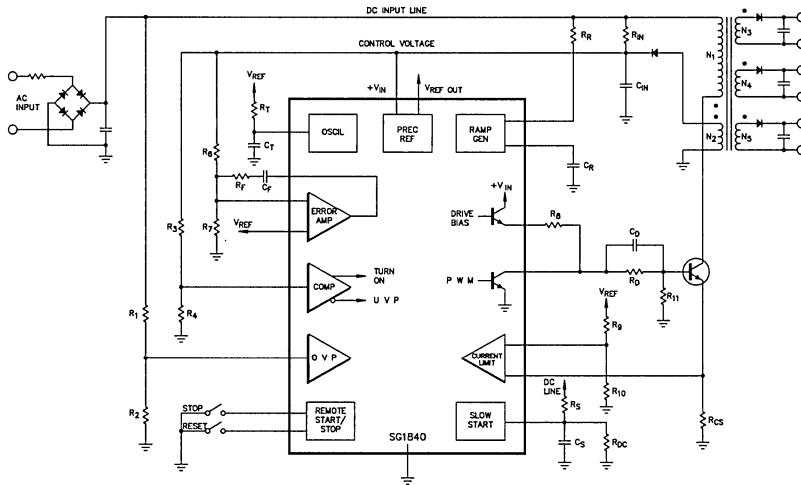 DC INPUT LINE
CONTROL VOLTAGE
AC
INPUT
RR
RIN
N1
N3
N4
N2
N5
CIN
VREF
RT
CT
+VIN
VREF OUT
OSCIL
PREC
REF
RAMP
GEN
CR
R6
RF
CF
ERROR
AMP
VREF
R7
R3
R4
COMP
TURN
ON
U V P
+VIN
DRIVE
BIAS
R8
P W M
CD
RD
R11
VREF
R9
R10
CURRENT
LIMIT
R1
R2
O V P
STOP
RESET
REMOTE
START/
STOP
SLOW
START
DC
LINE
RS
CS
RDC
RCS
SG1840